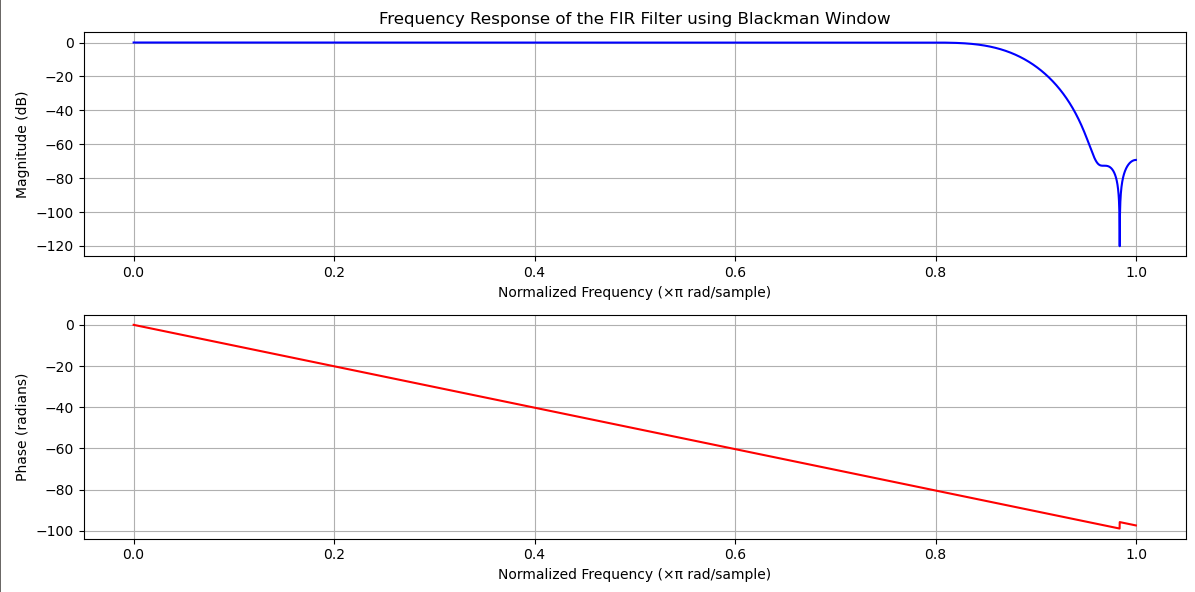 Frequency Response of the FIR Filter using Blackman Window
0
−20
−40
−60
−80
−100
−120
Magnitude (dB)
0.0 0.2 0.4 0.6 0.8 1.0
Normalized Frequency (×π rad/sample)
0
−20
−40
−60
−80
−100
Phase (radians)
0.0 0.2 0.4 0.6 0.8 1.0
Normalized Frequency (×π rad/sample)